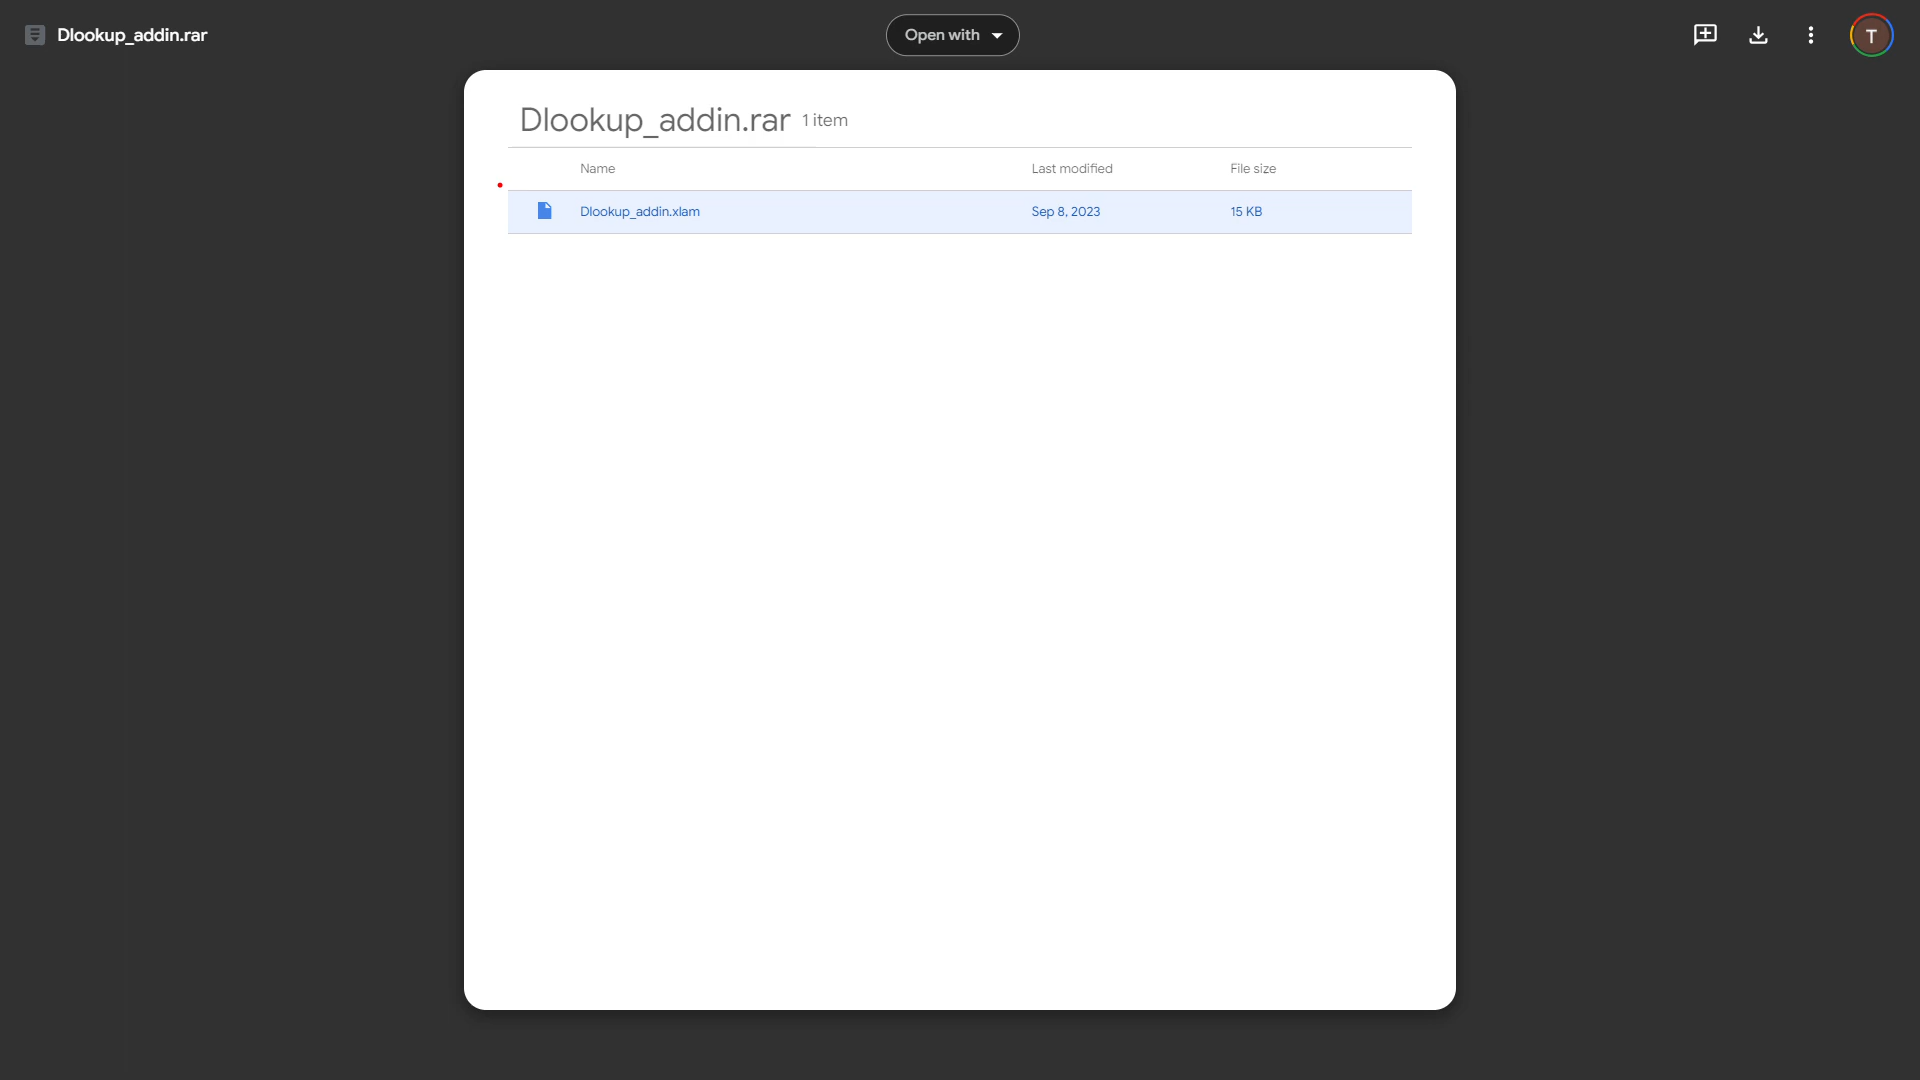 Dlookup_addin.rar
Open with
T
Dlookup_addin.rar 1 item
Name Last modified File size
Dlookup_addin.xlam Sep 8, 2023 15 KB